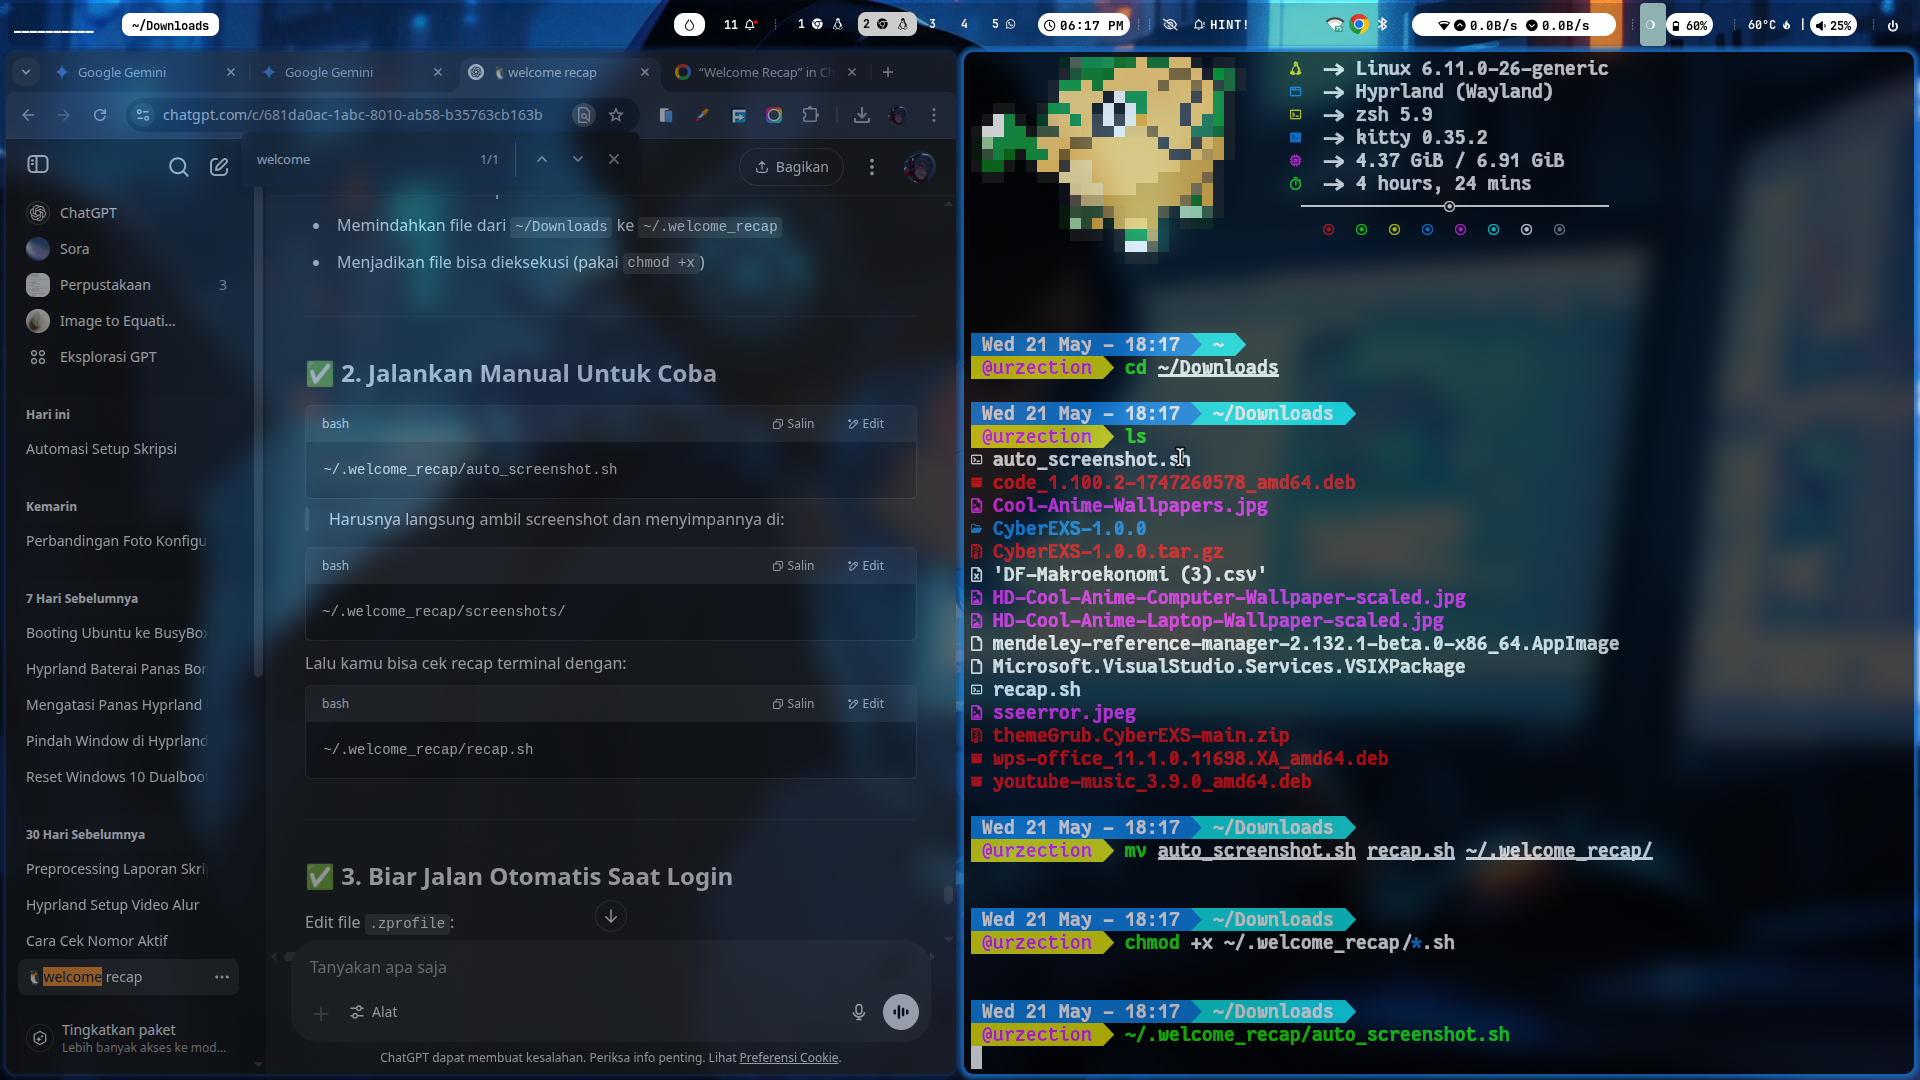 ~/Downloads
11
1
2
3
4
5
06:17 PM
HINT!
0.0B/s 0.0B/s
60%
60°C
25%
Google Gemini
Google Gemini
welcome recap
“Welcome Recap” in Ch
chatgpt.com/c/681da0ac-1abc-8010-ab58-b35763cb163b
welcome
1/1
Bagikan
ChatGPT
Sora
Perpustakaan 3
Image to Equati...
Eksplorasi GPT
Hari ini
Automasi Setup Skripsi
Kemarin
Perbandingan Foto Konfigu
7 Hari Sebelumnya
Booting Ubuntu ke BusyBo
Hyprland Baterai Panas Bor
Mengatasi Panas Hyprland
Pindah Window di Hyprland
Reset Windows 10 Dualboo
30 Hari Sebelumnya
Preprocessing Laporan Skri
Hyprland Setup Video Alur
Cara Cek Nomor Aktif
welcome recap
Tingkatkan paket
Lebih banyak akses ke mod...
Memindahkan file dari ~/Downloads ke ~/.welcome_recap
Menjadikan file bisa dieksekusi (pakai chmod +x)
2. Jalankan Manual Untuk Coba
bash Salin Edit
~/.welcome_recap/auto_screenshot.sh
Harusnya langsung ambil screenshot dan menyimpannya di:
bash Salin Edit
~/.welcome_recap/screenshots/
Lalu kamu bisa cek recap terminal dengan:
bash Salin Edit
~/.welcome_recap/recap.sh
3. Biar Jalan Otomatis Saat Login
Edit file .zprofile:
Tanyakan apa saja
Alat
ChatGPT dapat membuat kesalahan. Periksa info penting. Lihat Preferensi Cookie.
Linux 6.11.0-26-generic
Hyprland (Wayland)
zsh 5.9
kitty 0.35.2
4.37 GiB / 6.91 GiB
4 hours, 24 mins
Wed 21 May - 18:17 ~
@urzection cd ~/Downloads
Wed 21 May - 18:17 ~/Downloads
@urzection ls
auto_screenshot.sh
code_1.100.2-1747260578_amd64.deb
Cool-Anime-Wallpapers.jpg
CyberEXS-1.0.0
CyberEXS-1.0.0.tar.gz
'DF-Makroekonomi (3).csv'
HD-Cool-Anime-Computer-Wallpaper-scaled.jpg
HD-Cool-Anime-Laptop-Wallpaper-scaled.jpg
mendeley-reference-manager-2.132.1-beta.0-x86_64.AppImage
Microsoft.VisualStudio.Services.VSIXPackage
recap.sh
sseerror.jpeg
themeGrub.CyberEXS-main.zip
wps-office_11.1.0.11698.XA_amd64.deb
youtube-music_3.9.0_amd64.deb
Wed 21 May - 18:17 ~/Downloads
@urzection mv auto_screenshot.sh recap.sh ~/.welcome_recap/
Wed 21 May - 18:17 ~/Downloads
@urzection chmod +x ~/.welcome_recap/*.sh
Wed 21 May - 18:17 ~/Downloads
@urzection ~/.welcome_recap/auto_screenshot.sh